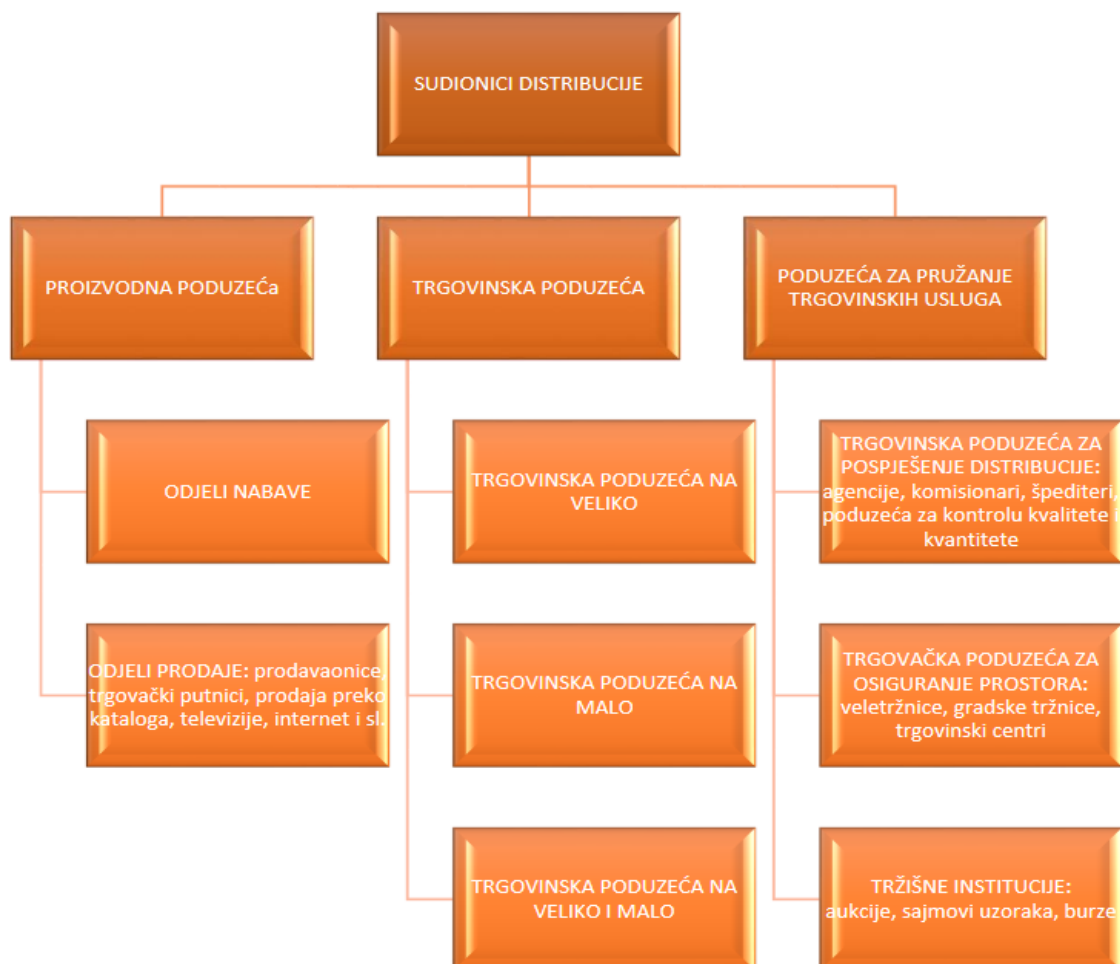 SUDIONICI DISTRIBUCIJE
PROIZVODNA PODUZEĆa
TRGOVINSKA PODUZEĆA
PODUZEĆA ZA PRUŽANJE
TRGOVINSKIH USLUGA
ODJELI NABAVE
TRGOVINSKA PODUZEĆA NA
VELIKO
TRGOVINSKA PODUZEĆA ZA
POSPJEŠENJE DISTRIBUCIJE:
agencije, komisionari, špediteri,
poduzeća za kontrolu kvalitete i
kvantitete
ODJELI PRODAJE: prodavaonice,
trgovački putnici, prodaja preko
kataloga, televizije, internet i sl.
TRGOVINSKA PODUZEĆA NA
MALO
TRGOVAČKA PODUZEĆA ZA
OSIGURANJE PROSTORA:
veletržnice, gradske tržnice,
trgovinski centri
TRGOVINSKA PODUZEĆA NA
VELIKO I MALO
TRŽIŠNE INSTITUCIJE:
aukcije, sajmovi uzoraka, burze